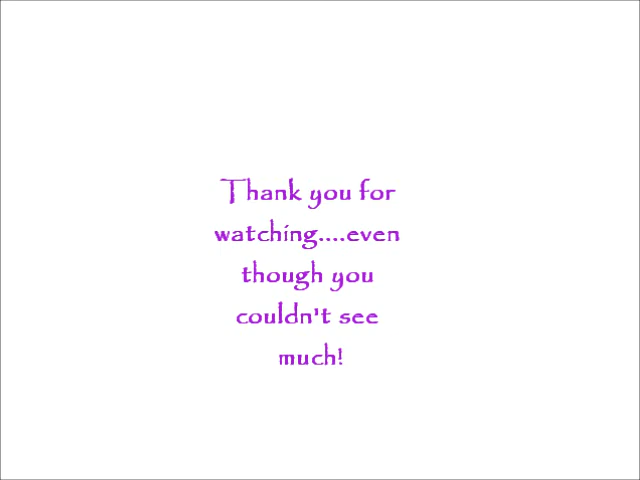 Thank you for
watching....even
though you
couldn't see
much!